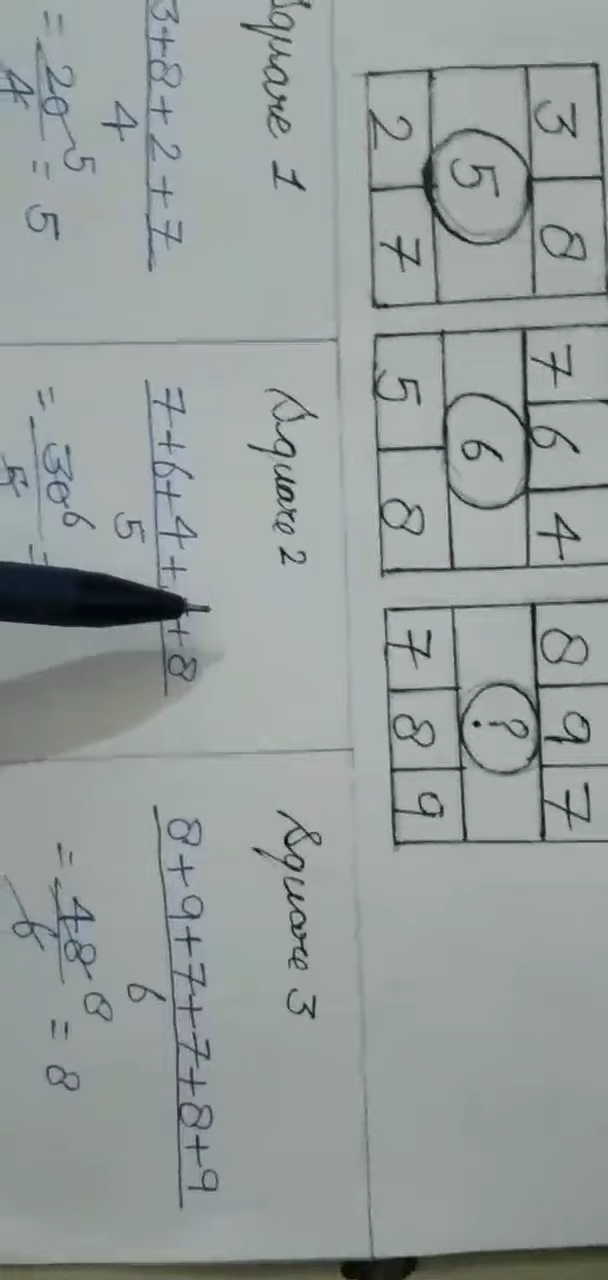 3 8
5
2 7
7 6 4
6
5 8
8 9 7
?
7 8 9
Square 1
3+8+2+7
4
= 20 5
4
= 5
Square 2
7+6+4+ +8
5
= 30 6
5
=
Square 3
8+9+7+7+8+9
6
= 48 8
6
= 8